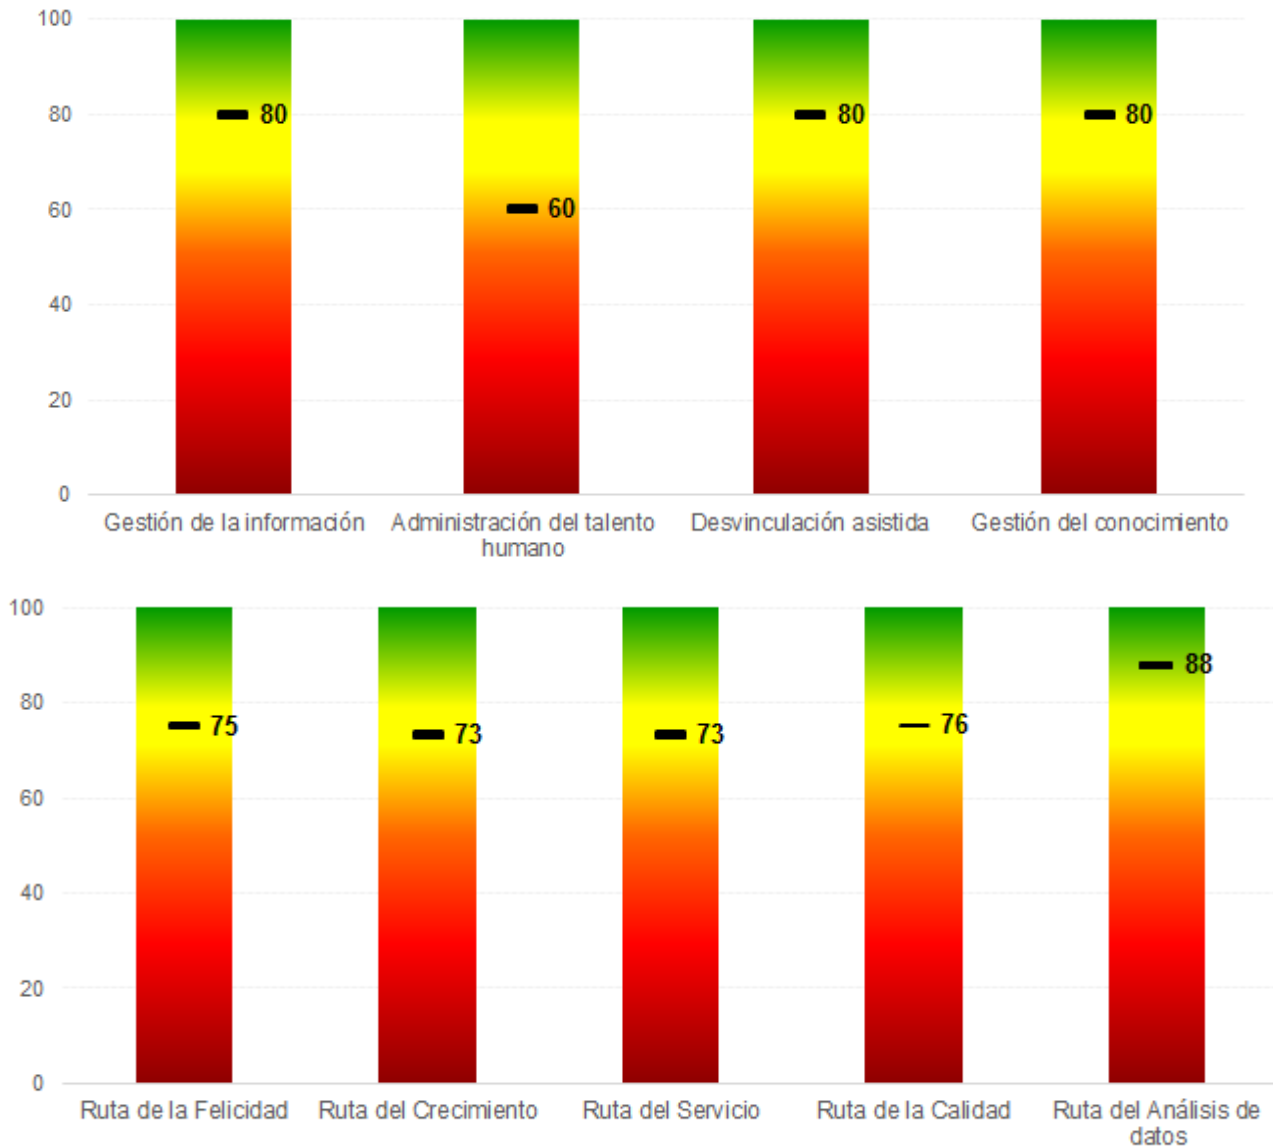 100
80
60
40
20
0
80
60
80
80
Gestión de la información
Administración del talento
humano
Desvinculación asistida
Gestión del conocimiento
100
80
60
40
20
0
75
73
73
76
88
Ruta de la Felicidad
Ruta del Crecimiento
Ruta del Servicio
Ruta de la Calidad
Ruta del Análisis de
datos